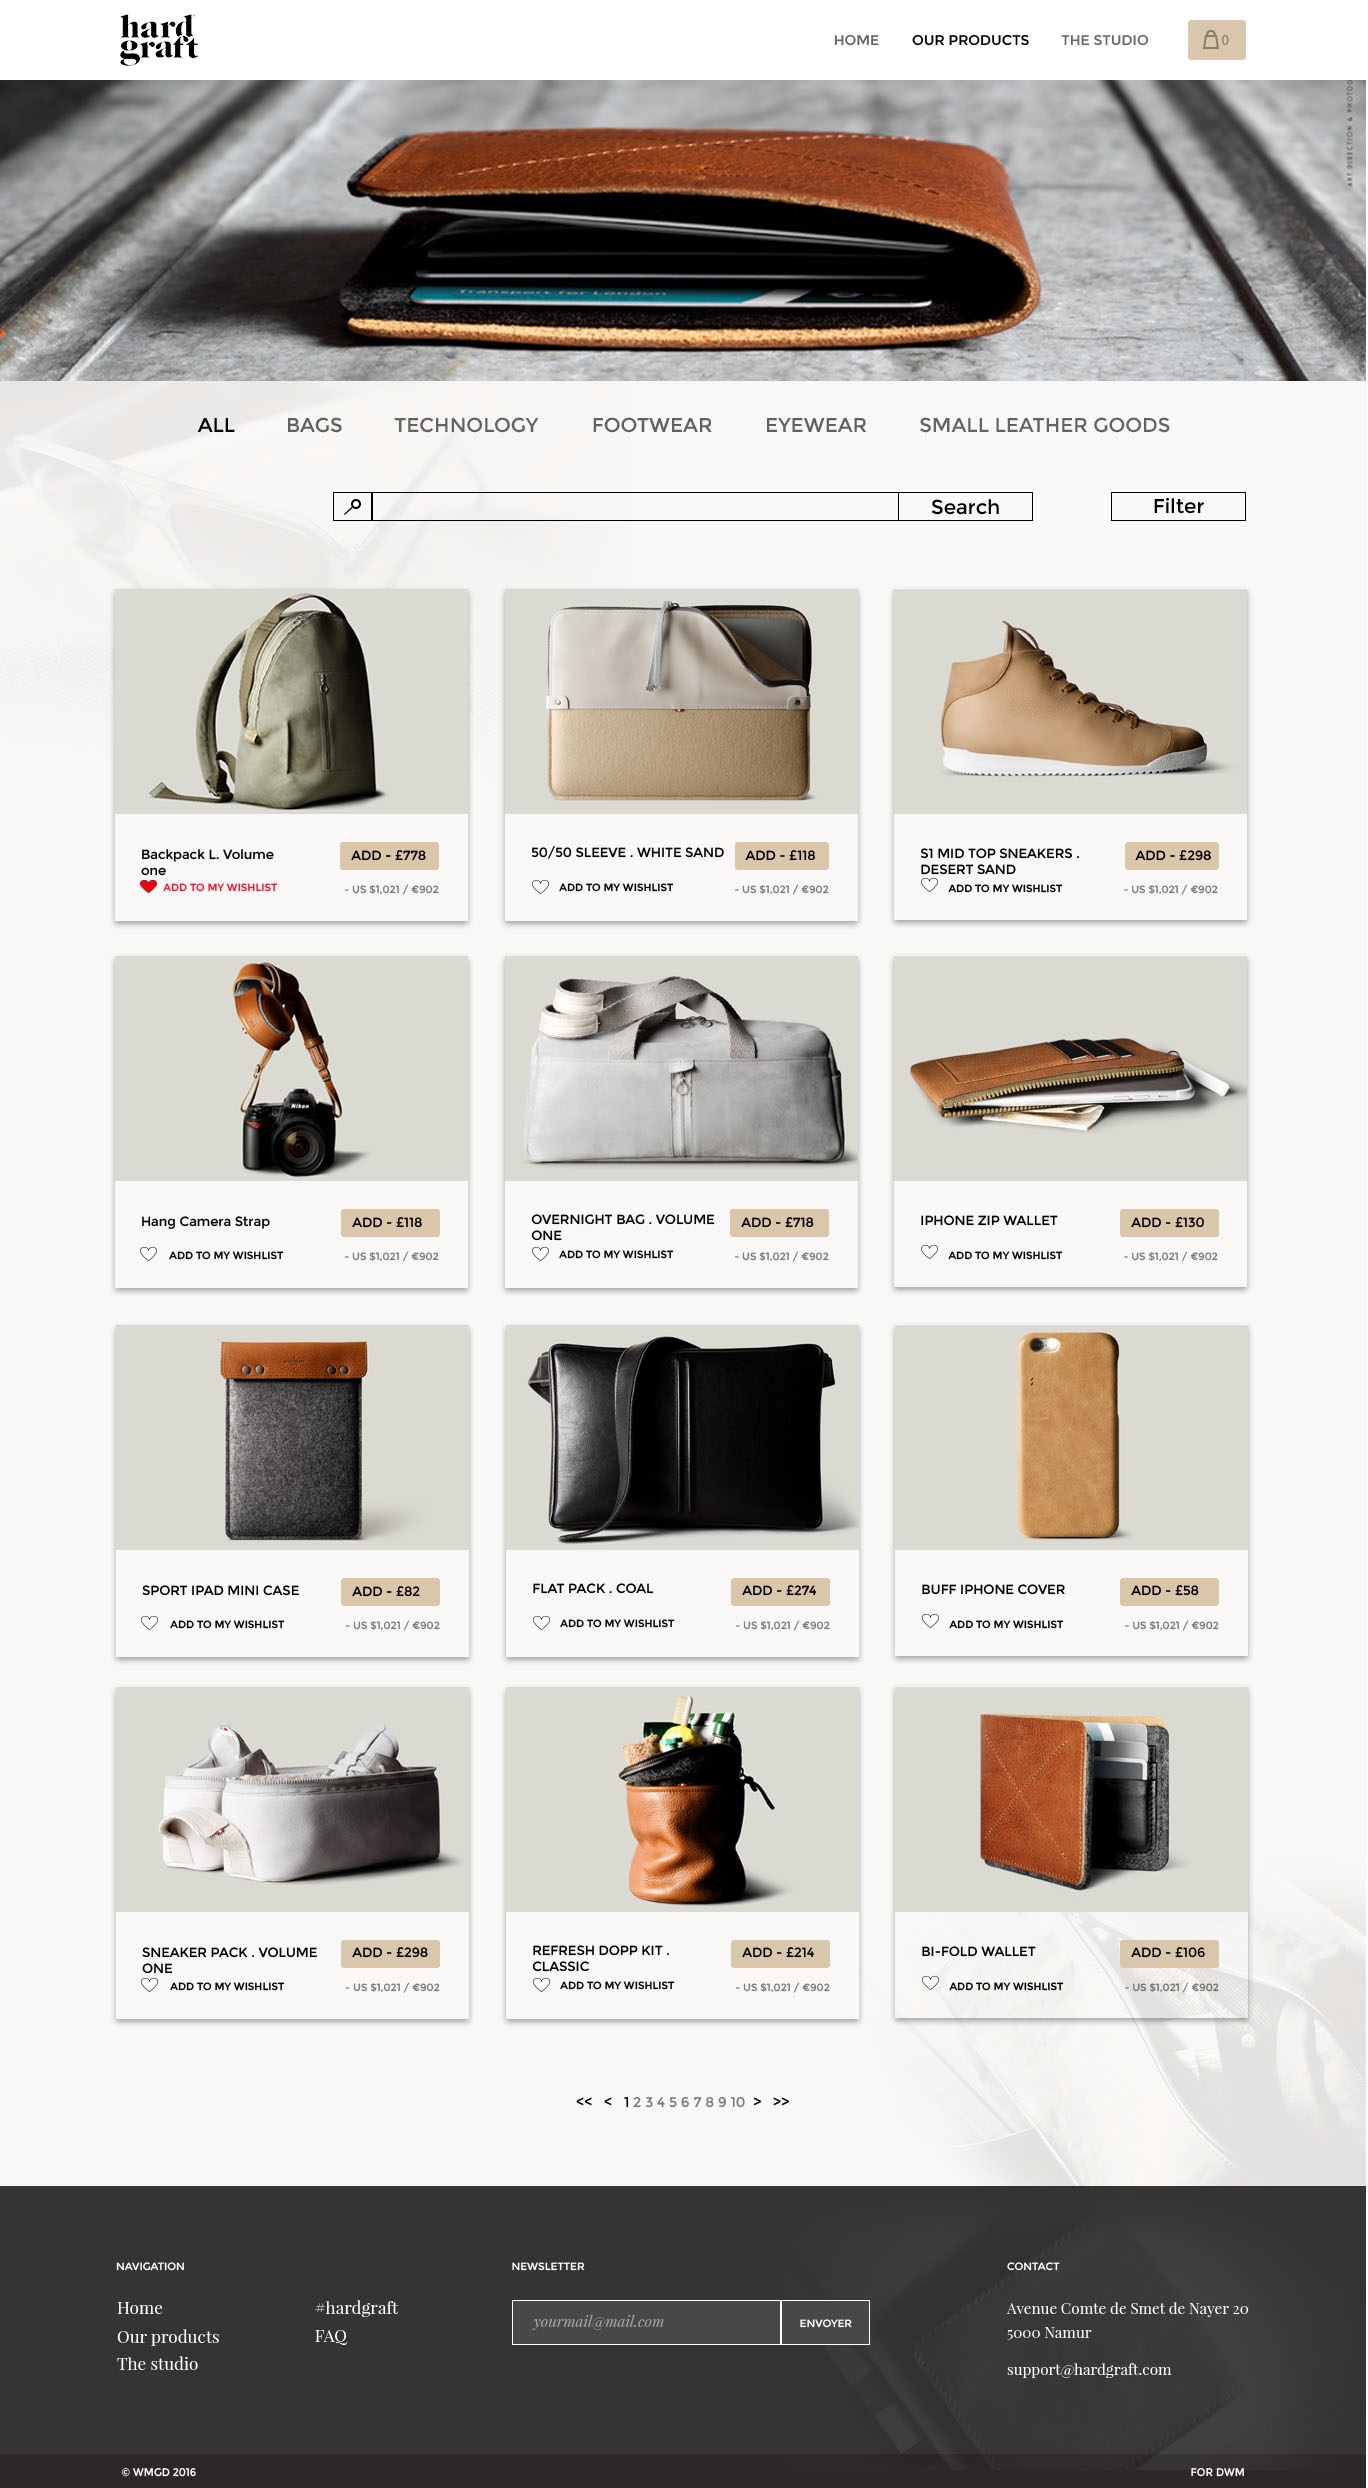 hard
graft
HOME OUR PRODUCTS THE STUDIO 0
ART DIRECTION &
Transport for London
ALL BAGS TECHNOLOGY FOOTWEAR EYEWEAR SMALL LEATHER GOODS
Search Filter
Backpack L. Volume
one
ADD - £778
ADD TO MY WISHLIST
- US $1,021 / €902
50/50 SLEEVE . WHITE SAND
ADD - £118
ADD TO MY WISHLIST
- US $1,021 / €902
S1 MID TOP SNEAKERS .
DESERT SAND
ADD - £298
ADD TO MY WISHLIST
- US $1,021 / €902
Nikon
Hang Camera Strap
ADD - £118
ADD TO MY WISHLIST
- US $1,021 / €902
OVERNIGHT BAG . VOLUME
ONE
ADD - £718
ADD TO MY WISHLIST
- US $1,021 / €902
IPHONE ZIP WALLET
ADD - £130
ADD TO MY WISHLIST
- US $1,021 / €902
SPORT IPAD MINI CASE
ADD - £82
ADD TO MY WISHLIST
- US $1,021 / €902
FLAT PACK . COAL
ADD - £274
ADD TO MY WISHLIST
- US $1,021 / €902
BUFF IPHONE COVER
ADD - £58
ADD TO MY WISHLIST
- US $1,021 / €902
SNEAKER PACK . VOLUME
ONE
ADD - £298
ADD TO MY WISHLIST
- US $1,021 / €902
REFRESH DOPP KIT .
CLASSIC
ADD - £214
ADD TO MY WISHLIST
- US $1,021 / €902
BI-FOLD WALLET
ADD - £106
ADD TO MY WISHLIST
- US $1,021 / €902
<< < 1 2 3 4 5 6 7 8 9 10 > >>
NAVIGATION
Home
Our products
The studio
#hardgraft
FAQ
NEWSLETTER
yourmail@mail.com
ENVOYER
CONTACT
Avenue Comte de Smet de Nayer 20
5000 Namur
support@hardgraft.com
© WMGD 2016
FOR DWM